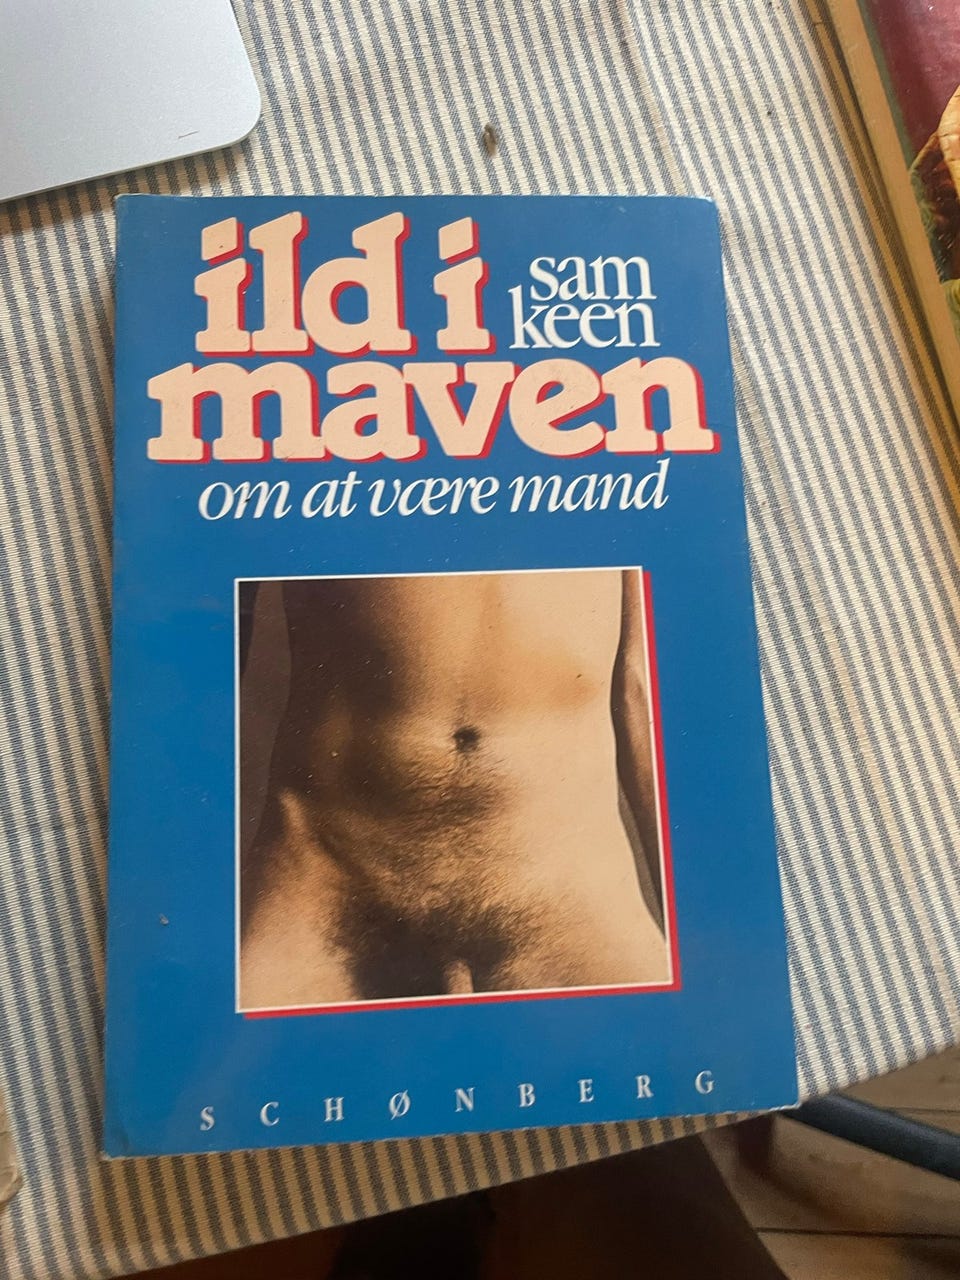 ild i
sam
keen
maven
om at være mand
SCHØNBERG